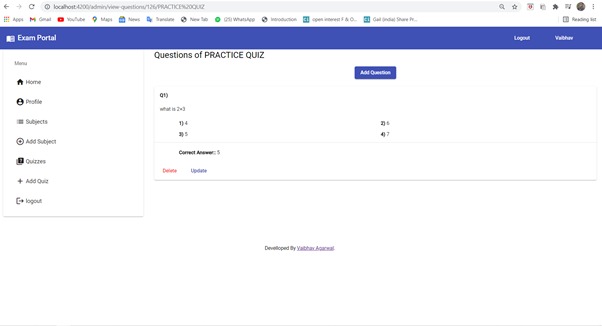 localhost:4200/admin/view-questions/126/PRACTICE%20QUIZ
Apps Gmail YouTube Maps News Translate New Tab (25) WhatsApp Introduction open interest F & O... Gail (India) Share Pr... Reading list
Exam Portal Logout Vaibhav
Questions of PRACTICE QUIZ
Menu
Home
Profile
Subjects
Add Subject
Quizzes
Add Quiz
logout
Add Question
Q1)
what is 2+3
1) 4 2) 6
3) 5 4) 7
Correct Answer:: 5
Delete Update
Develloped By Vaibhav Agarwal